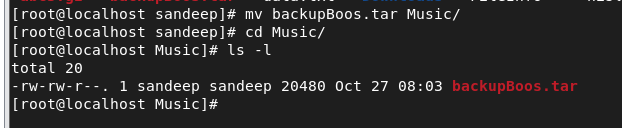 [root@localhost sandeep]# mv backupBoos.tar Music/
[root@localhost sandeep]# cd Music/
[root@localhost Music]# ls -l
total 20
-rw-rw-r--. 1 sandeep sandeep 20480 Oct 27 08:03 backupBoos.tar
[root@localhost Music]#